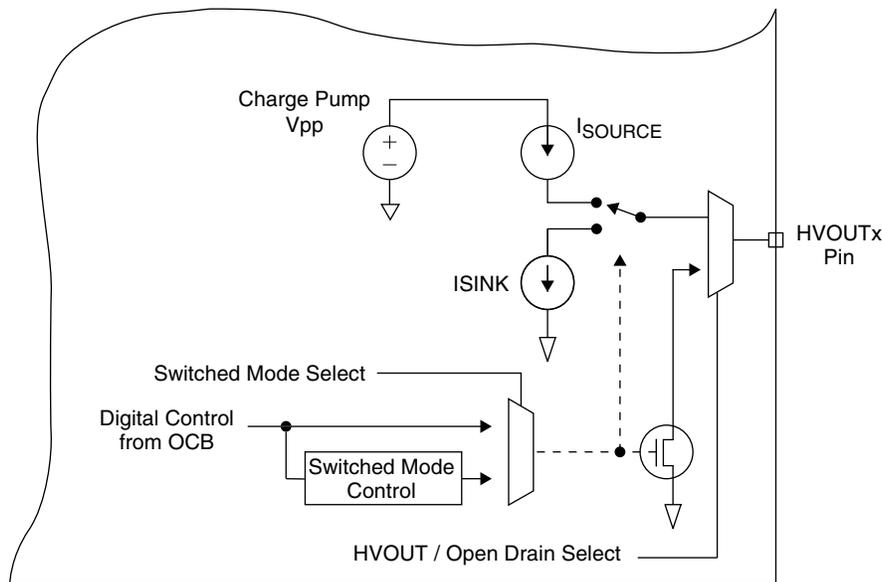 Charge Pump
Vpp
+
–
ISOURCE
HVOUTx
Pin
ISINK
Switched Mode Select
Digital Control
from OCB
Switched Mode
Control
HVOUT / Open Drain Select